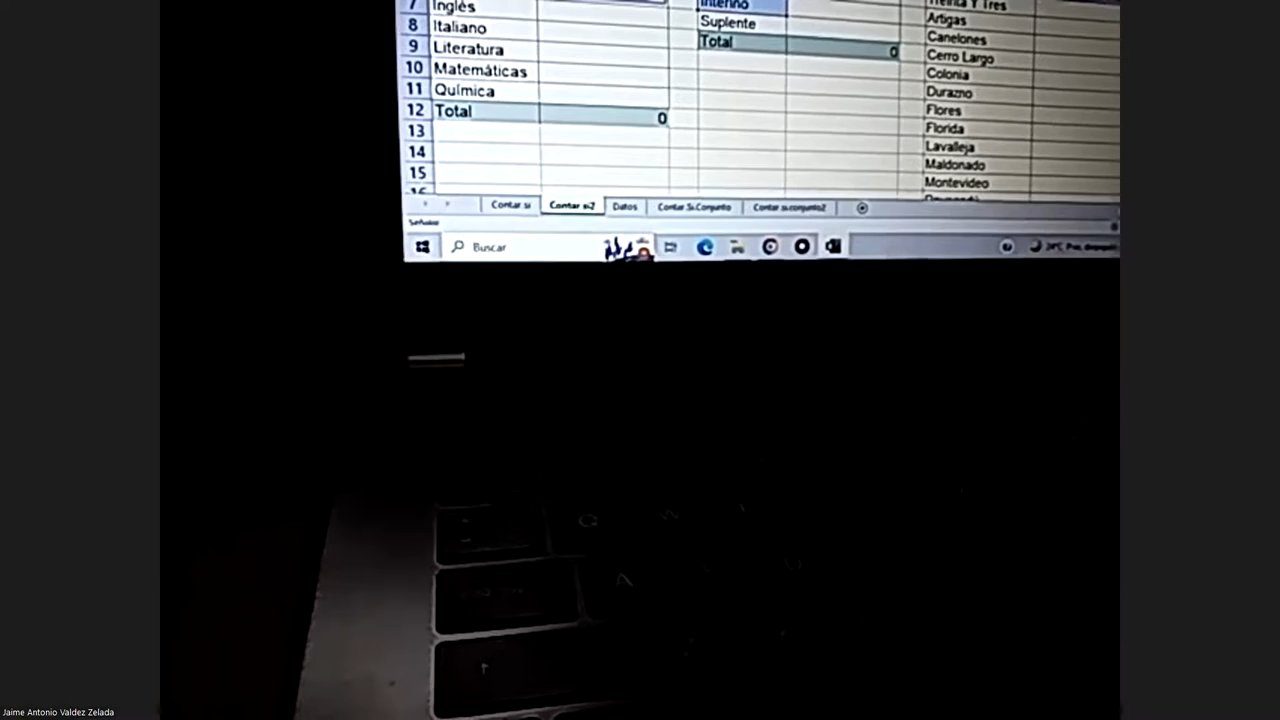 7 Inglés Interino Treinta Y Tres
8 Italiano Suplente Artigas
9 Literatura Total 0 Canelones
10 Matemáticas Cerro Largo
11 Química Colonia
12 Total 0 Durazno
13 Flores
14 Florida
15 Lavalleja
16 Maldonado
Montevideo
Contar si Contar si2 Datos Contar.Si.Conjunto Contar.si.conjunto2
Buscar
Q W
A
Jaime Antonio Valdez Zelada